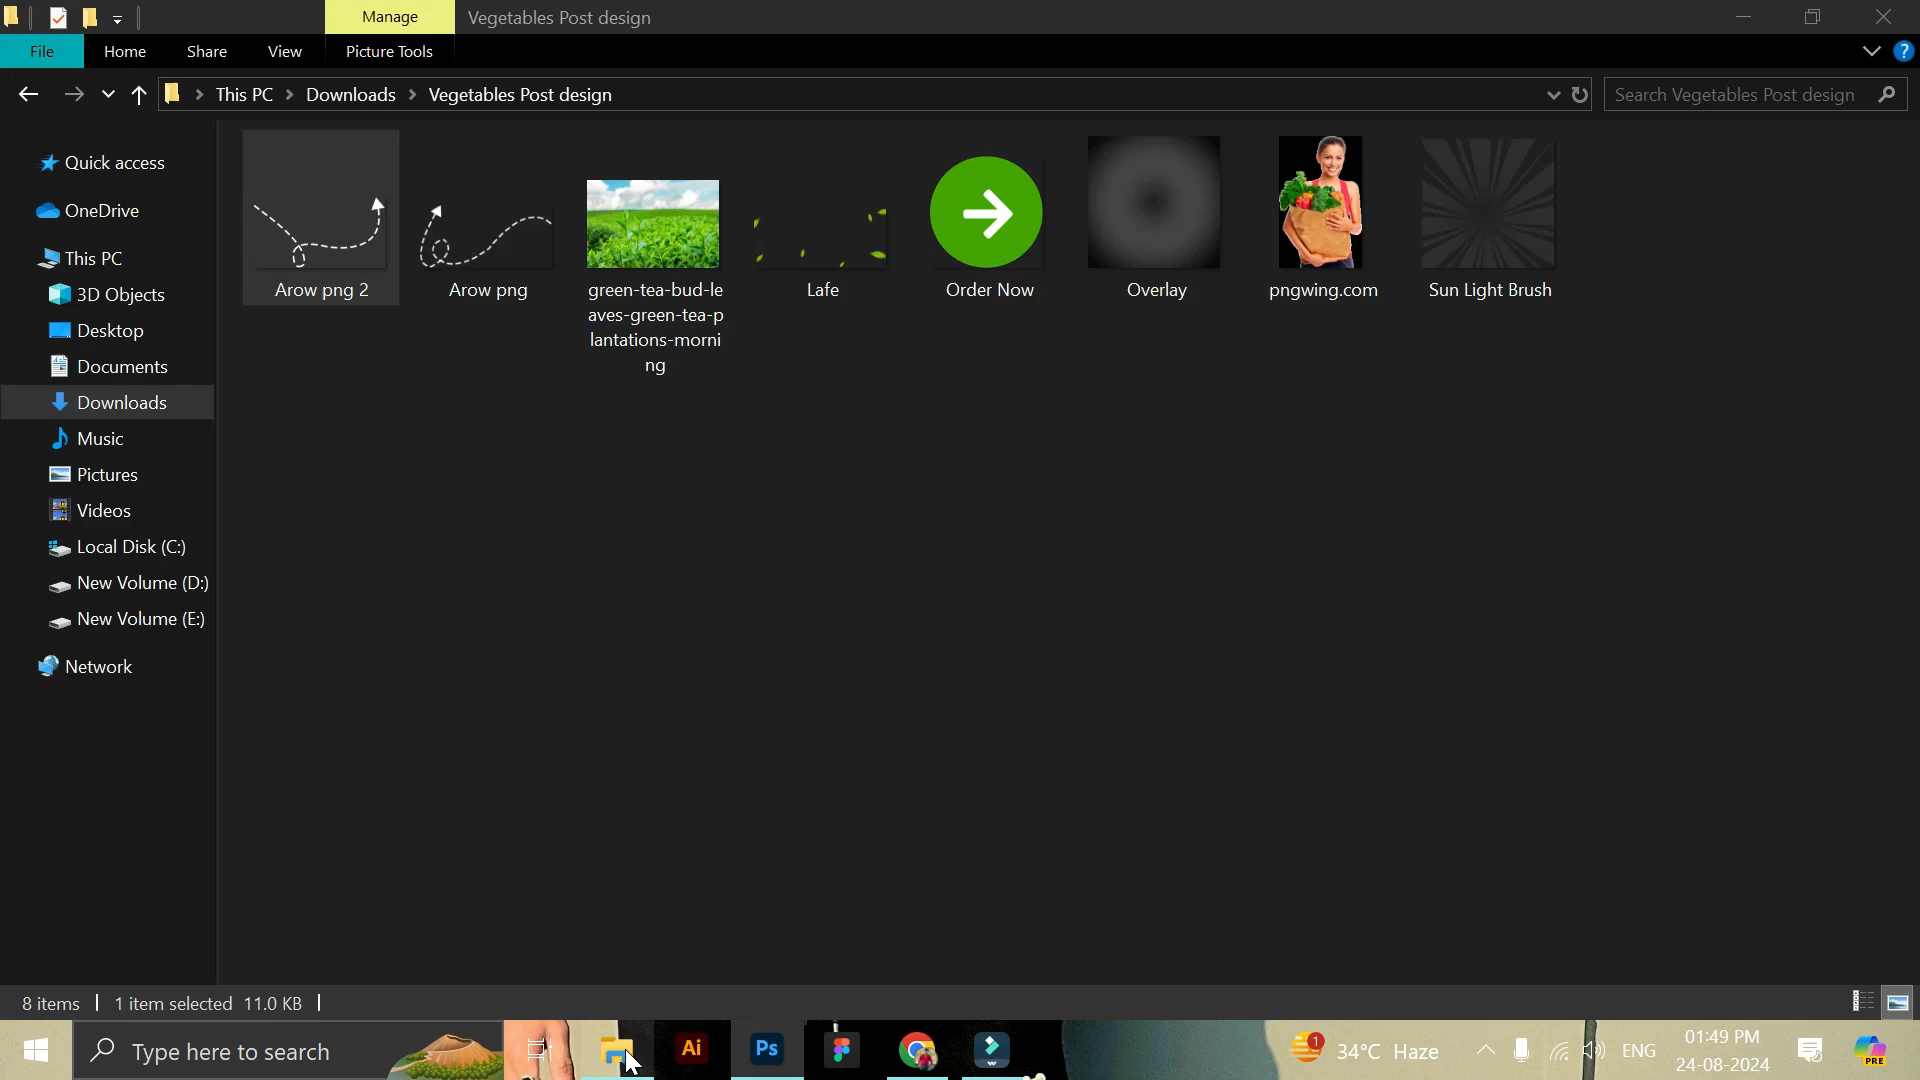 Manage
Vegetables Post design
File
Home
Share
View
Picture Tools
?
This PC
Downloads
Vegetables Post design
Search Vegetables Post design
Quick access
OneDrive
This PC
3D Objects
Desktop
Documents
Downloads
Music
Pictures
Videos
Local Disk (C:)
New Volume (D:)
New Volume (E:)
Network
Arow png 2
Arow png
green-tea-bud-le
aves-green-tea-p
lantations-morni
ng
Lafe
Order Now
Overlay
pngwing.com
Sun Light Brush
8 items
1 item selected 11.0 KB
Type here to search
Ai
Ps
1
34°C Haze
ENG
01:49 PM
24-08-2024
PRE